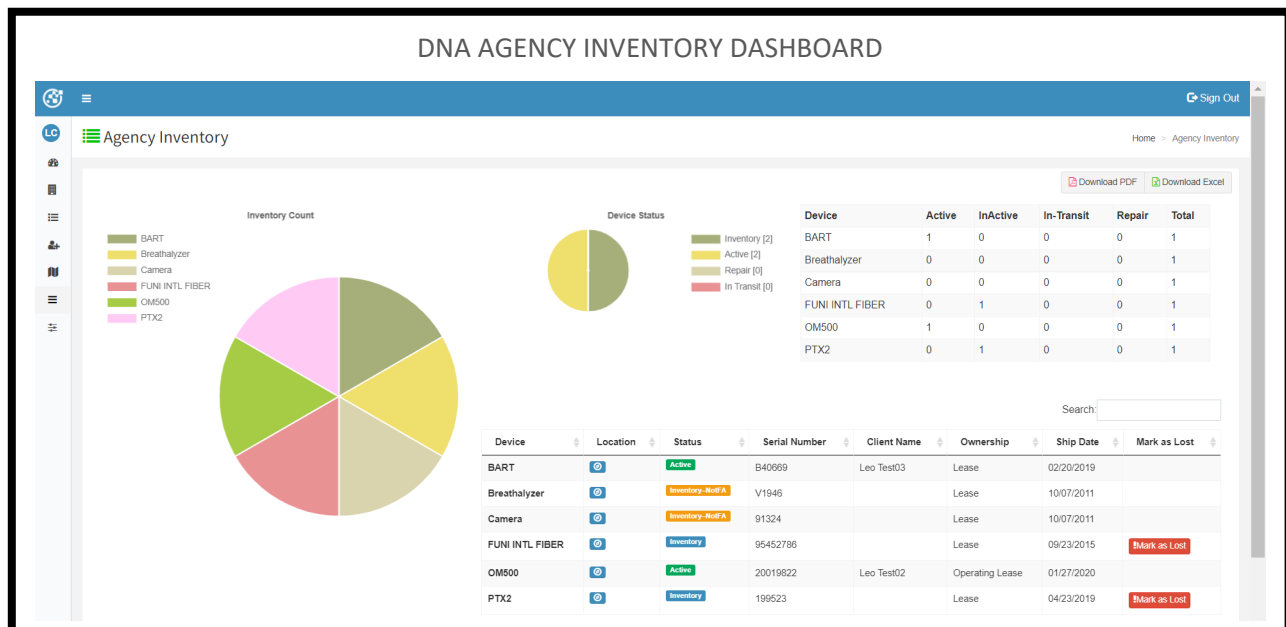 DNA AGENCY INVENTORY DASHBOARD
Sign Out
LC
Agency Inventory
Home > Agency Inventory
Download PDF
Download Excel
Inventory Count
BART
Breathalyzer
Camera
FUNI INTL FIBER
OM500
PTX2
Device Status
Inventory [2]
Active [2]
Repair [0]
In Transit [0]
Device Active InActive In-Transit Repair Total
BART 1 0 0 0 1
Breathalyzer 0 0 0 0 1
Camera 0 0 0 0 1
FUNI INTL FIBER 0 1 0 0 1
OM500 1 0 0 0 1
PTX2 0 1 0 0 1
Search:
Device Location Status Serial Number Client Name Ownership Ship Date Mark as Lost
BART Active B40669 Leo Test03 Lease 02/20/2019
Breathalyzer Inventory-NotFA V1946 Lease 10/07/2011
Camera Inventory-NotFA 91324 Lease 10/07/2011
FUNI INTL FIBER Inventory 95452786 Lease 09/23/2015 !Mark as Lost
OM500 Active 20019822 Leo Test02 Operating Lease 01/27/2020
PTX2 Inventory 199523 Lease 04/23/2019 !Mark as Lost